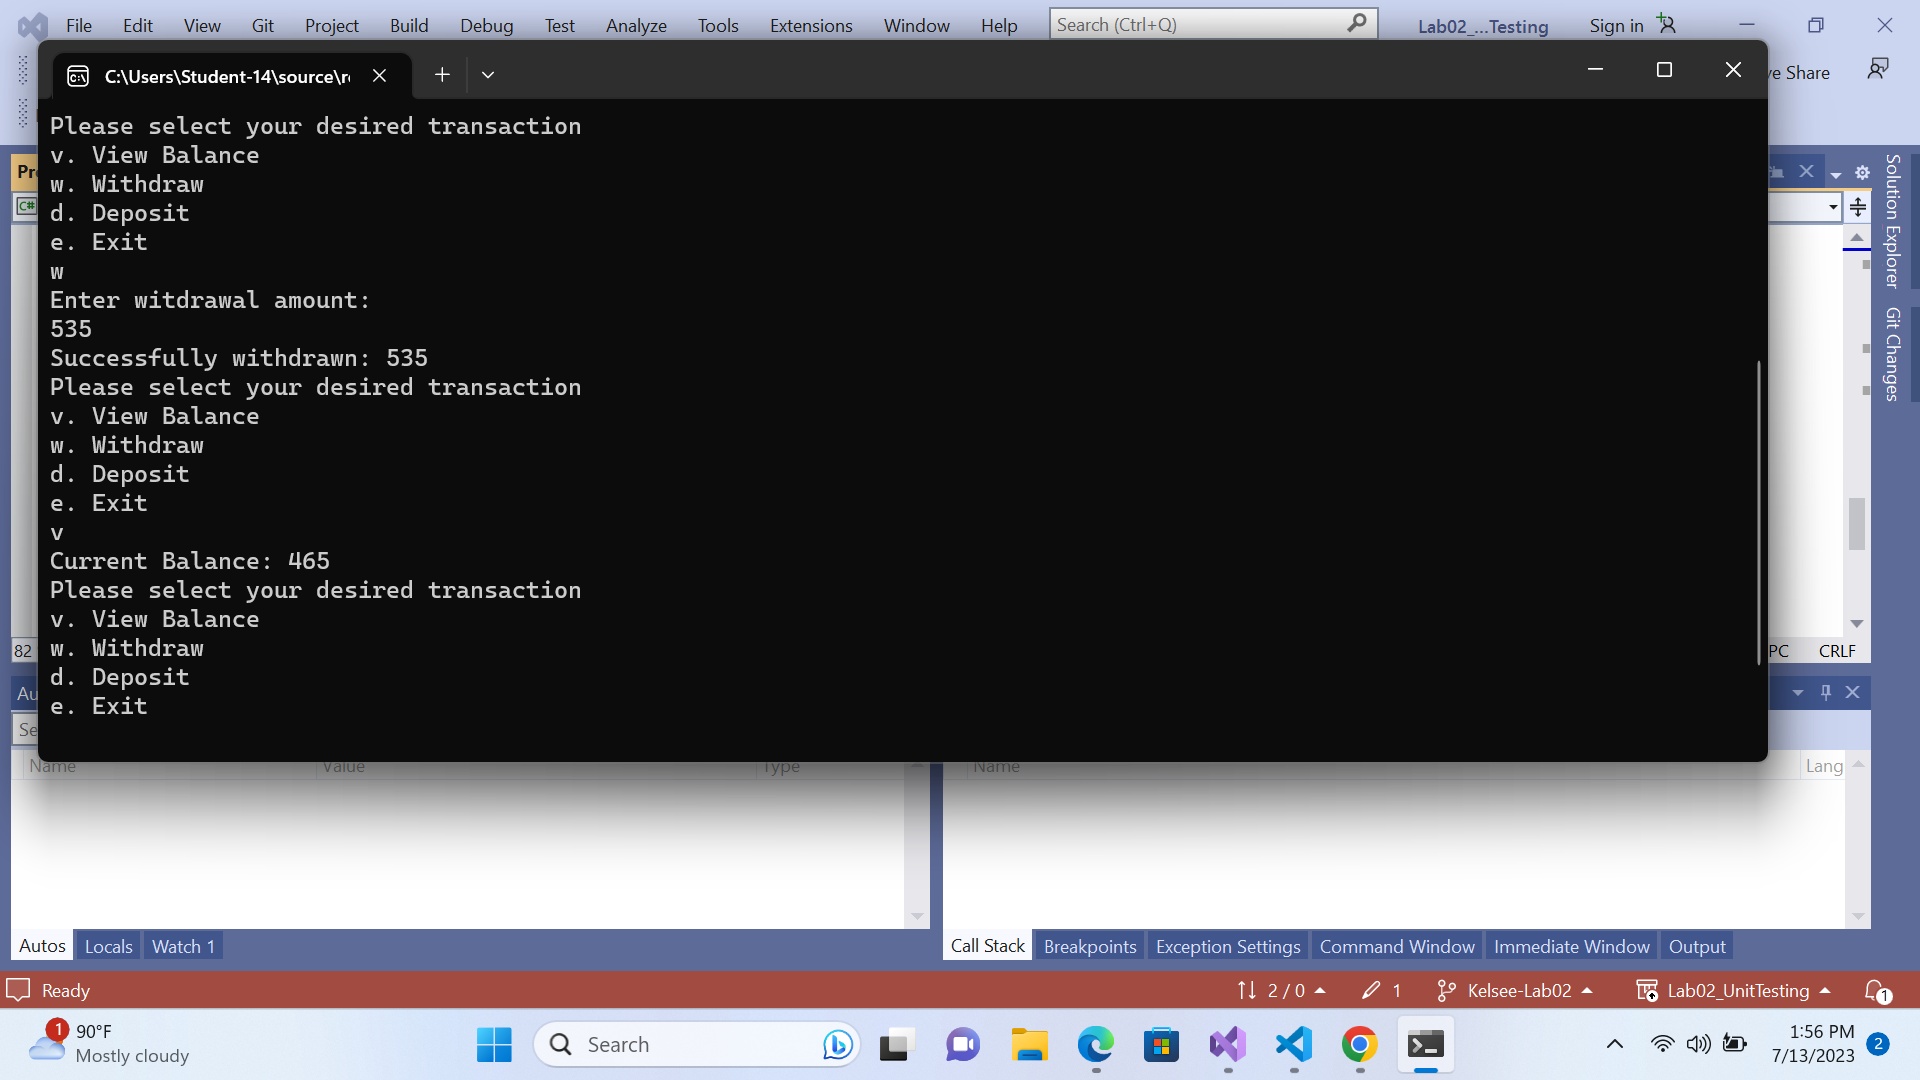 File Edit View Git Project Build Debug Test Analyze Tools Extensions Window Help Search (Ctrl+Q) Lab02_...Testing Sign in
C:\Users\Student-14\source\r
Share
Please select your desired transaction
v. View Balance
w. Withdraw
d. Deposit
e. Exit
w
Enter witdrawal amount:
535
Successfully withdrawn: 535
Please select your desired transaction
v. View Balance
w. Withdraw
d. Deposit
e. Exit
v
Current Balance: 465
Please select your desired transaction
v. View Balance
w. Withdraw
d. Deposit
e. Exit
C#
82
PC CRLF
Solution Explorer
Git Changes
Name Value Type Name Lang
Autos Locals Watch 1 Call Stack Breakpoints Exception Settings Command Window Immediate Window Output
Ready 2 / 0 1 Kelsee-Lab02 Lab02_UnitTesting 1
1 90°F
Mostly cloudy
Search
1:56 PM
7/13/2023
2